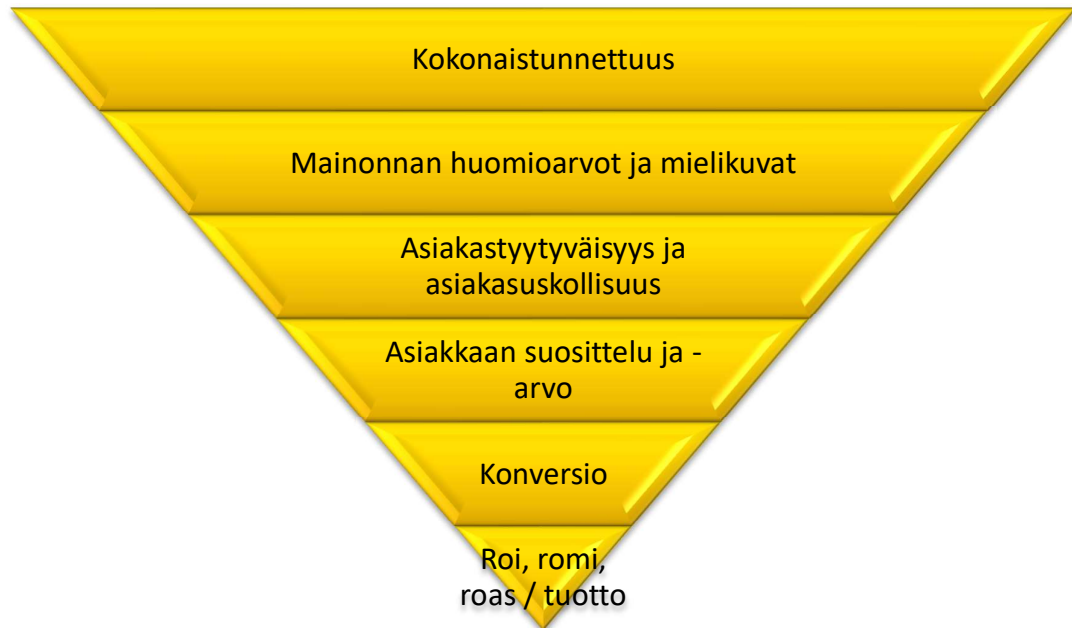 Kokonaistunnettuus
Mainonnan huomioarvot ja mielikuvat
Asiakastyytyväisyys ja
asiakasuskollisuus
Asiakkaan suosittelu ja -
arvo
Konversio
Roi, romi,
roas / tuotto